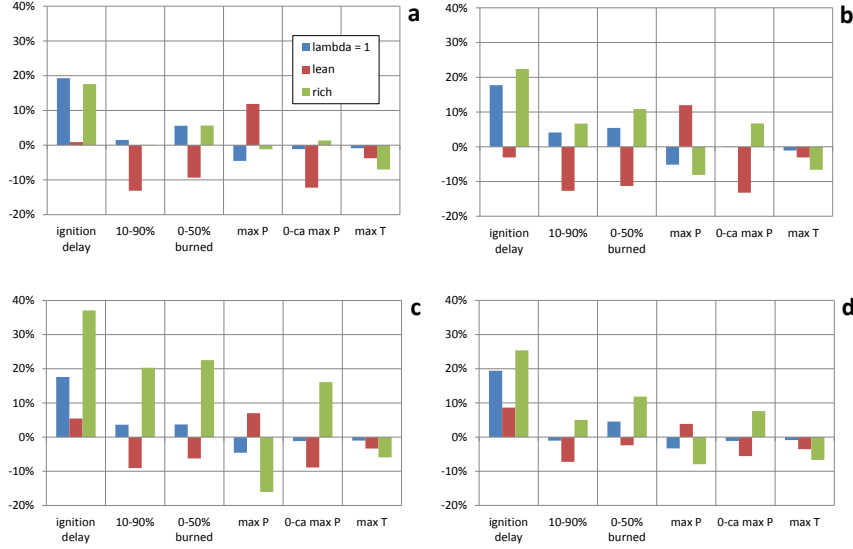 a
40%
30%
20%
10%
0%
-10%
-20%
lambda = 1
lean
rich
ignition delay
10-90%
0-50% burned
max P
0-ca max P
max T
b
40%
30%
20%
10%
0%
-10%
-20%
ignition delay
10-90%
0-50% burned
max P
0-ca max P
max T
c
40%
30%
20%
10%
0%
-10%
-20%
ignition delay
10-90%
0-50% burned
max P
0-ca max P
max T
d
40%
30%
20%
10%
0%
-10%
-20%
ignition delay
10-90%
0-50% burned
max P
0-ca max P
max T